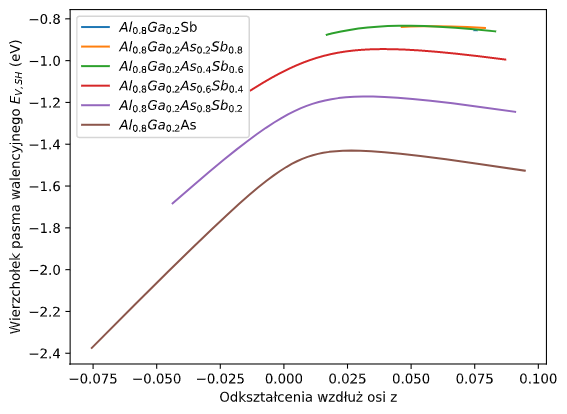 Al₀.₈Ga₀.₂Sb
Al₀.₈Ga₀.₂As₀.₂Sb₀.₈
Al₀.₈Ga₀.₂As₀.₄Sb₀.₆
Al₀.₈Ga₀.₂As₀.₆Sb₀.₄
Al₀.₈Ga₀.₂As₀.₈Sb₀.₂
Al₀.₈Ga₀.₂As
Wierzchołek pasma walencyjnego E_{V,SH} (eV)
−0.8
−1.0
−1.2
−1.4
−1.6
−1.8
−2.0
−2.2
−2.4
−0.075 −0.050 −0.025 0.000 0.025 0.050 0.075 0.100
Odkształcenia wzdłuż osi z